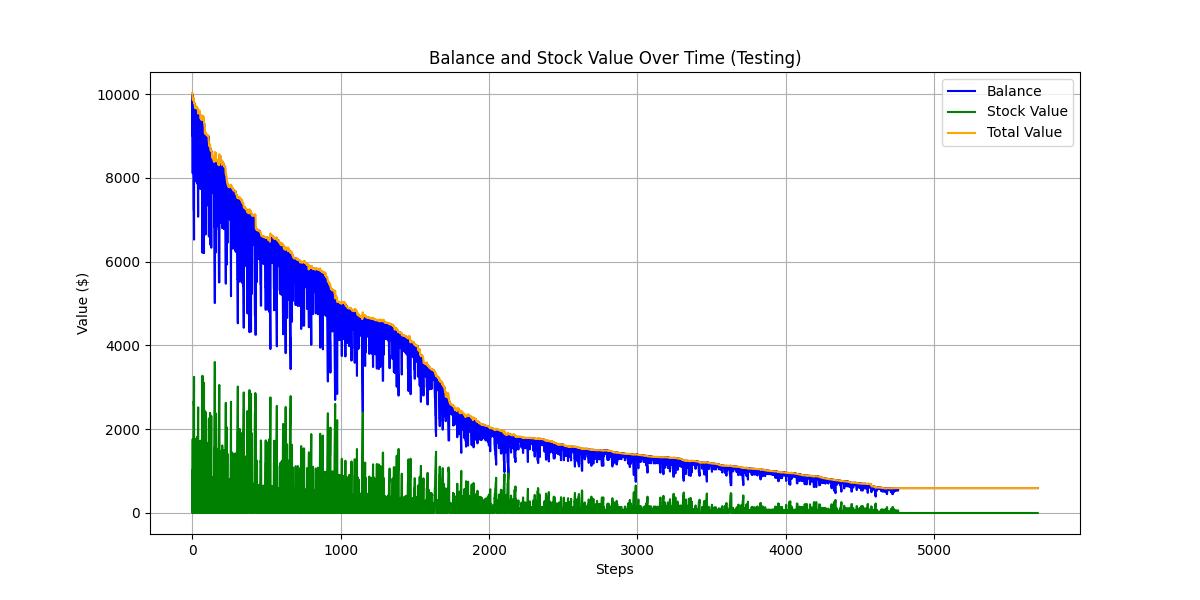 Balance and Stock Value Over Time (Testing)
Balance
Stock Value
Total Value
Value ($)
10000
8000
6000
4000
2000
0
0 1000 2000 3000 4000 5000
Steps